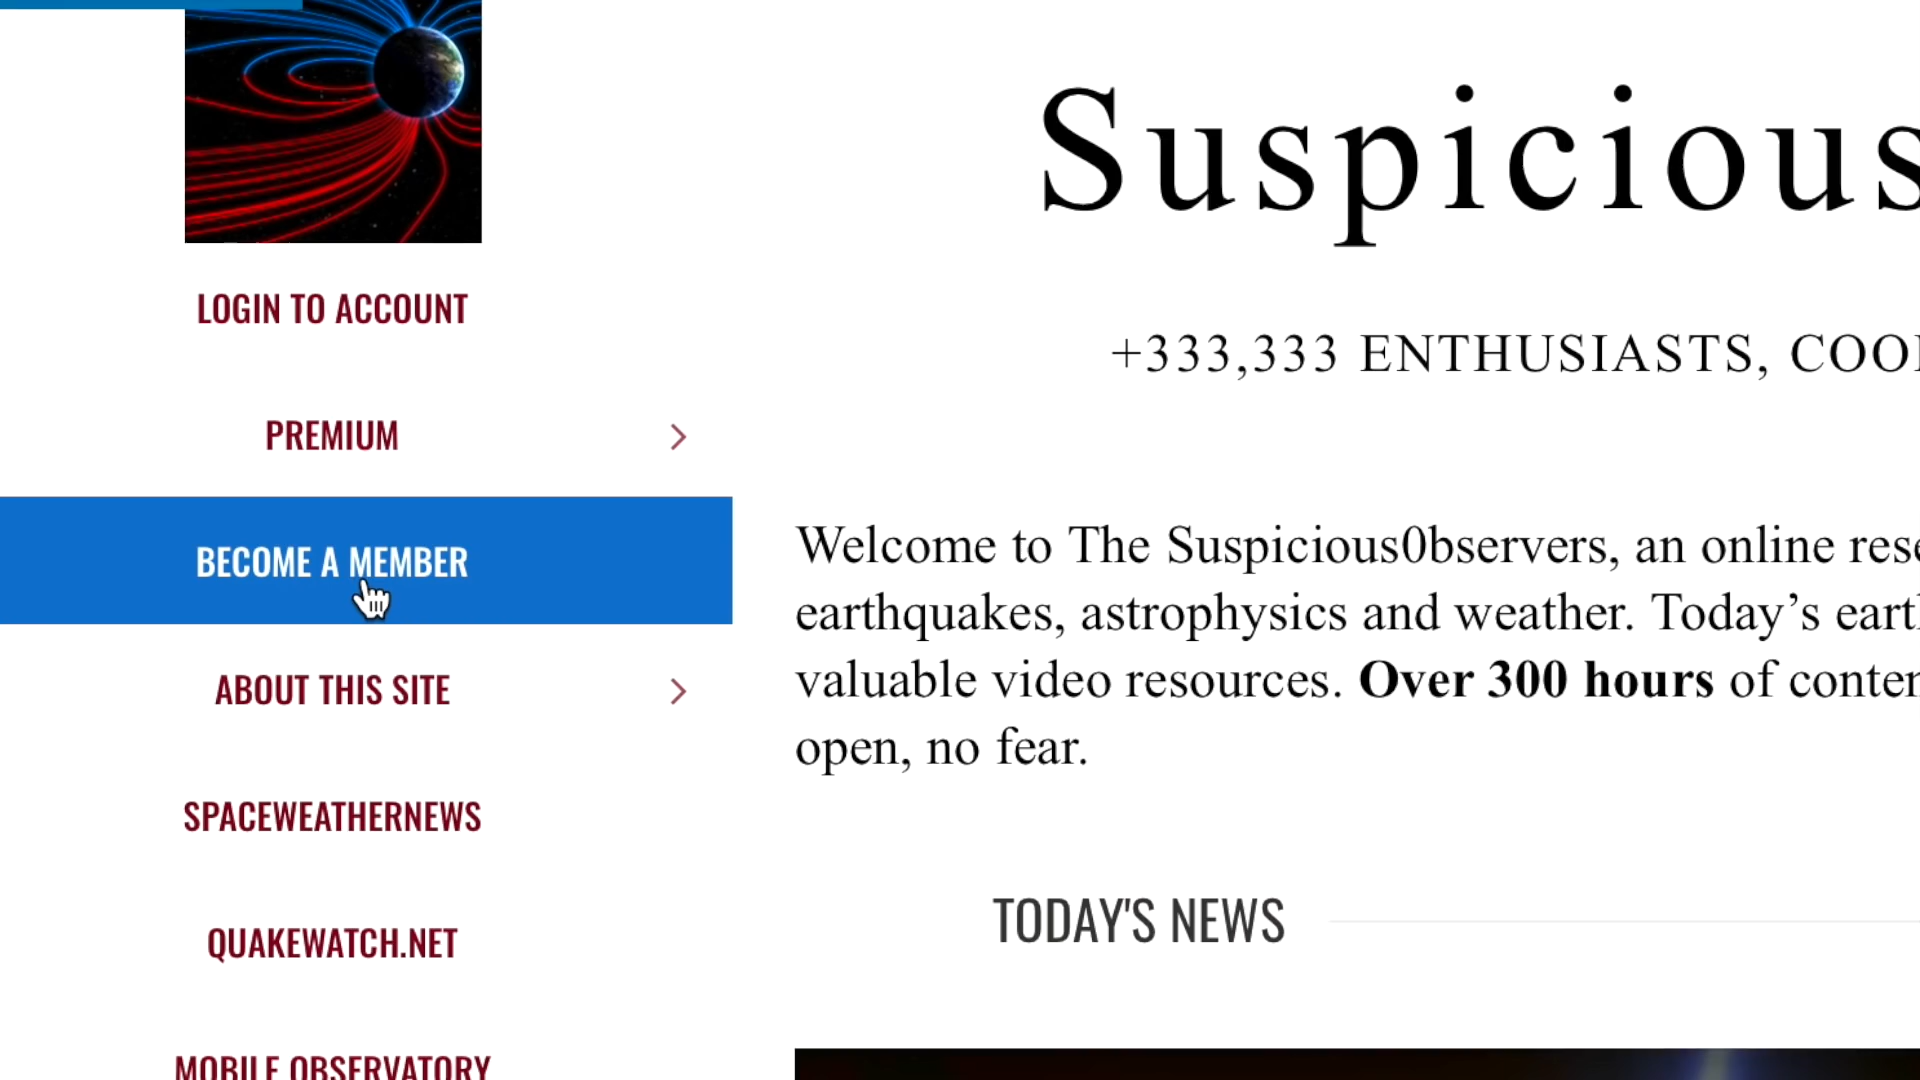 LOGIN TO ACCOUNT
PREMIUM
BECOME A MEMBER
ABOUT THIS SITE
SPACEWEATHERNEWS
QUAKEWATCH.NET
MOBILE OBSERVATORY
Suspicious
+333,333 ENTHUSIASTS,
Welcome to The Suspicious0bservers, an online
earthquakes, astrophysics and weather. Today’s
valuable video resources. Over 300 hours of
open, no fear.
TODAY'S NEWS